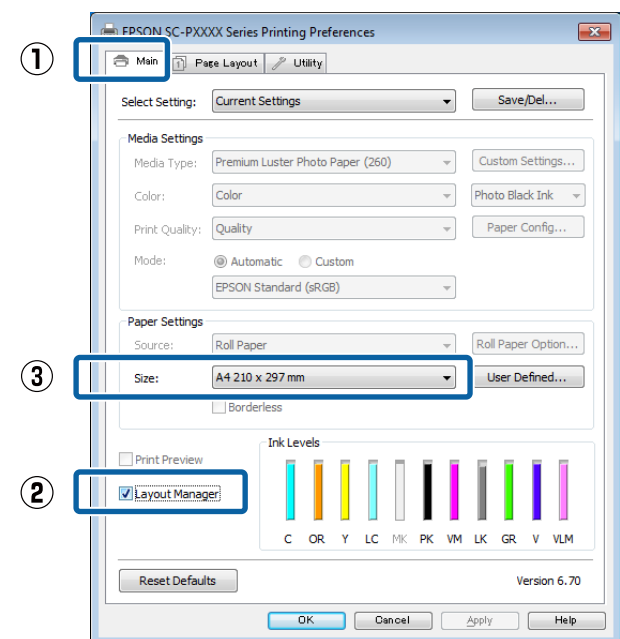 EPSON SC-PXXXX Series Printing Preferences
① Main Page Layout Utility
Select Setting: Current Settings Save/Del...
Media Settings
Media Type: Premium Luster Photo Paper (260) Custom Settings...
Color: Color Photo Black Ink
Print Quality: Quality Paper Config...
Mode: Automatic Custom
EPSON Standard (sRGB)
Paper Settings
Source: Roll Paper Roll Paper Option...
③ Size: A4 210 x 297 mm User Defined...
Borderless
Ink Levels
Print Preview
② Layout Manager
C OR Y LC MK PK VM LK GR V VLM
Reset Defaults Version 6.70
OK Cancel Apply Help